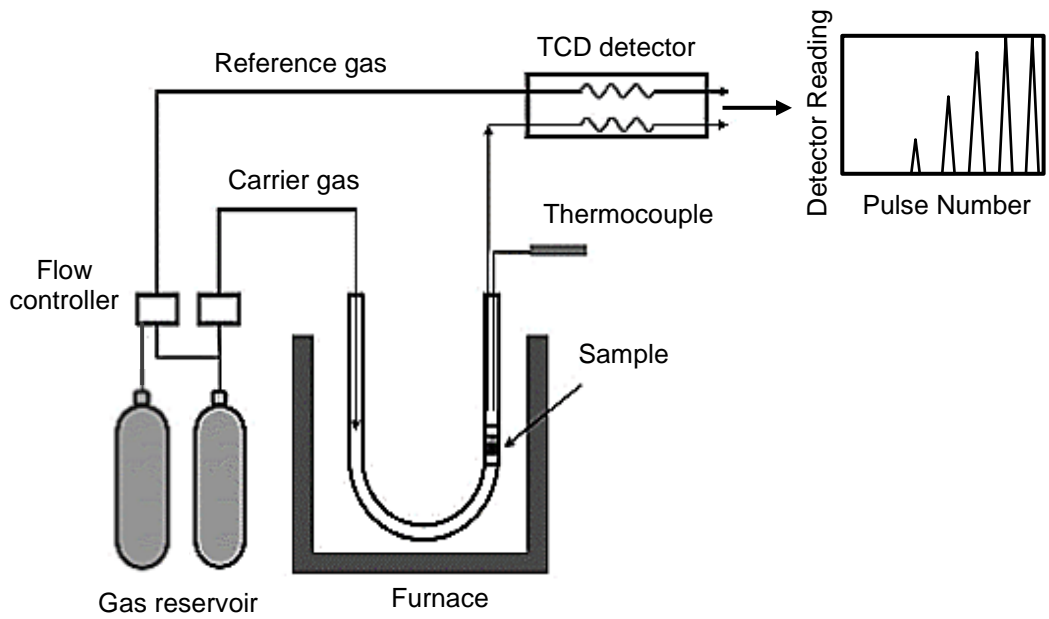 TCD detector
Reference gas
Detector Reading
Carrier gas
Pulse Number
Thermocouple
Flow
controller
Sample
Gas reservoir
Furnace